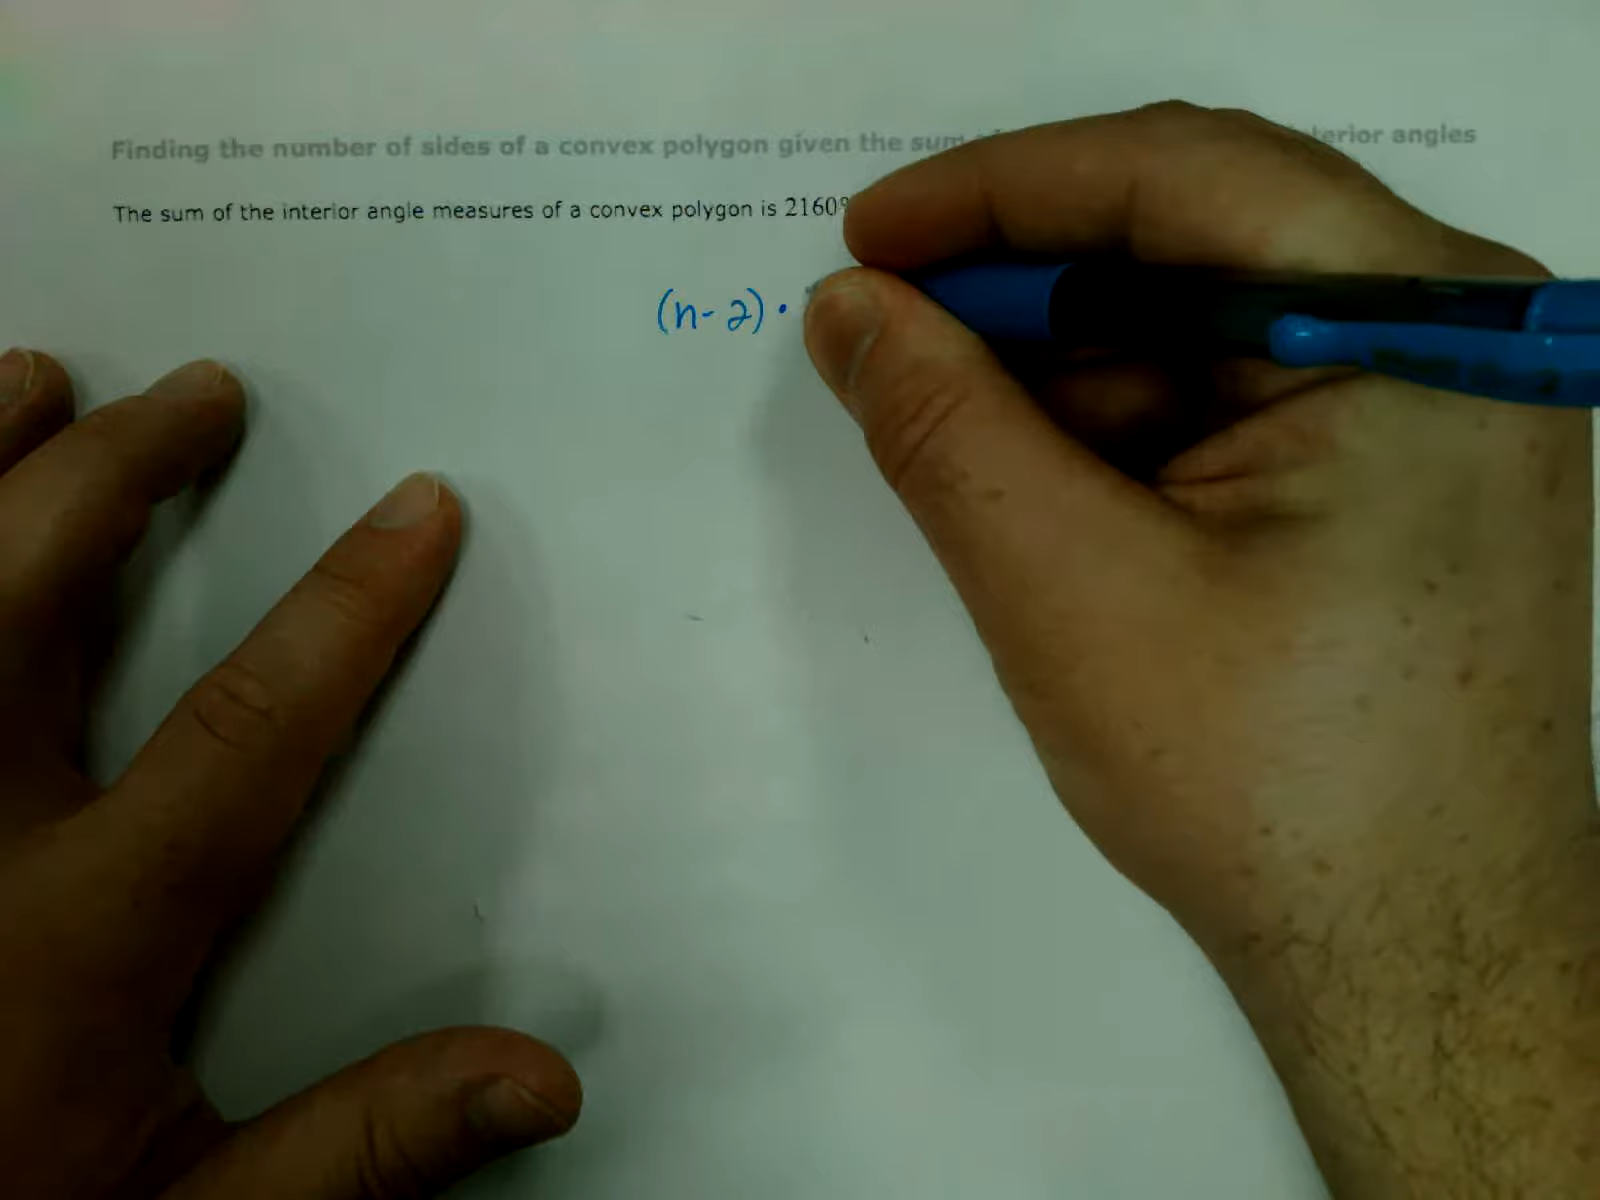 Finding the number of sides of a convex polygon given the sum terior angles
The sum of the interior angle measures of a convex polygon is 2160°
(n-2) ·